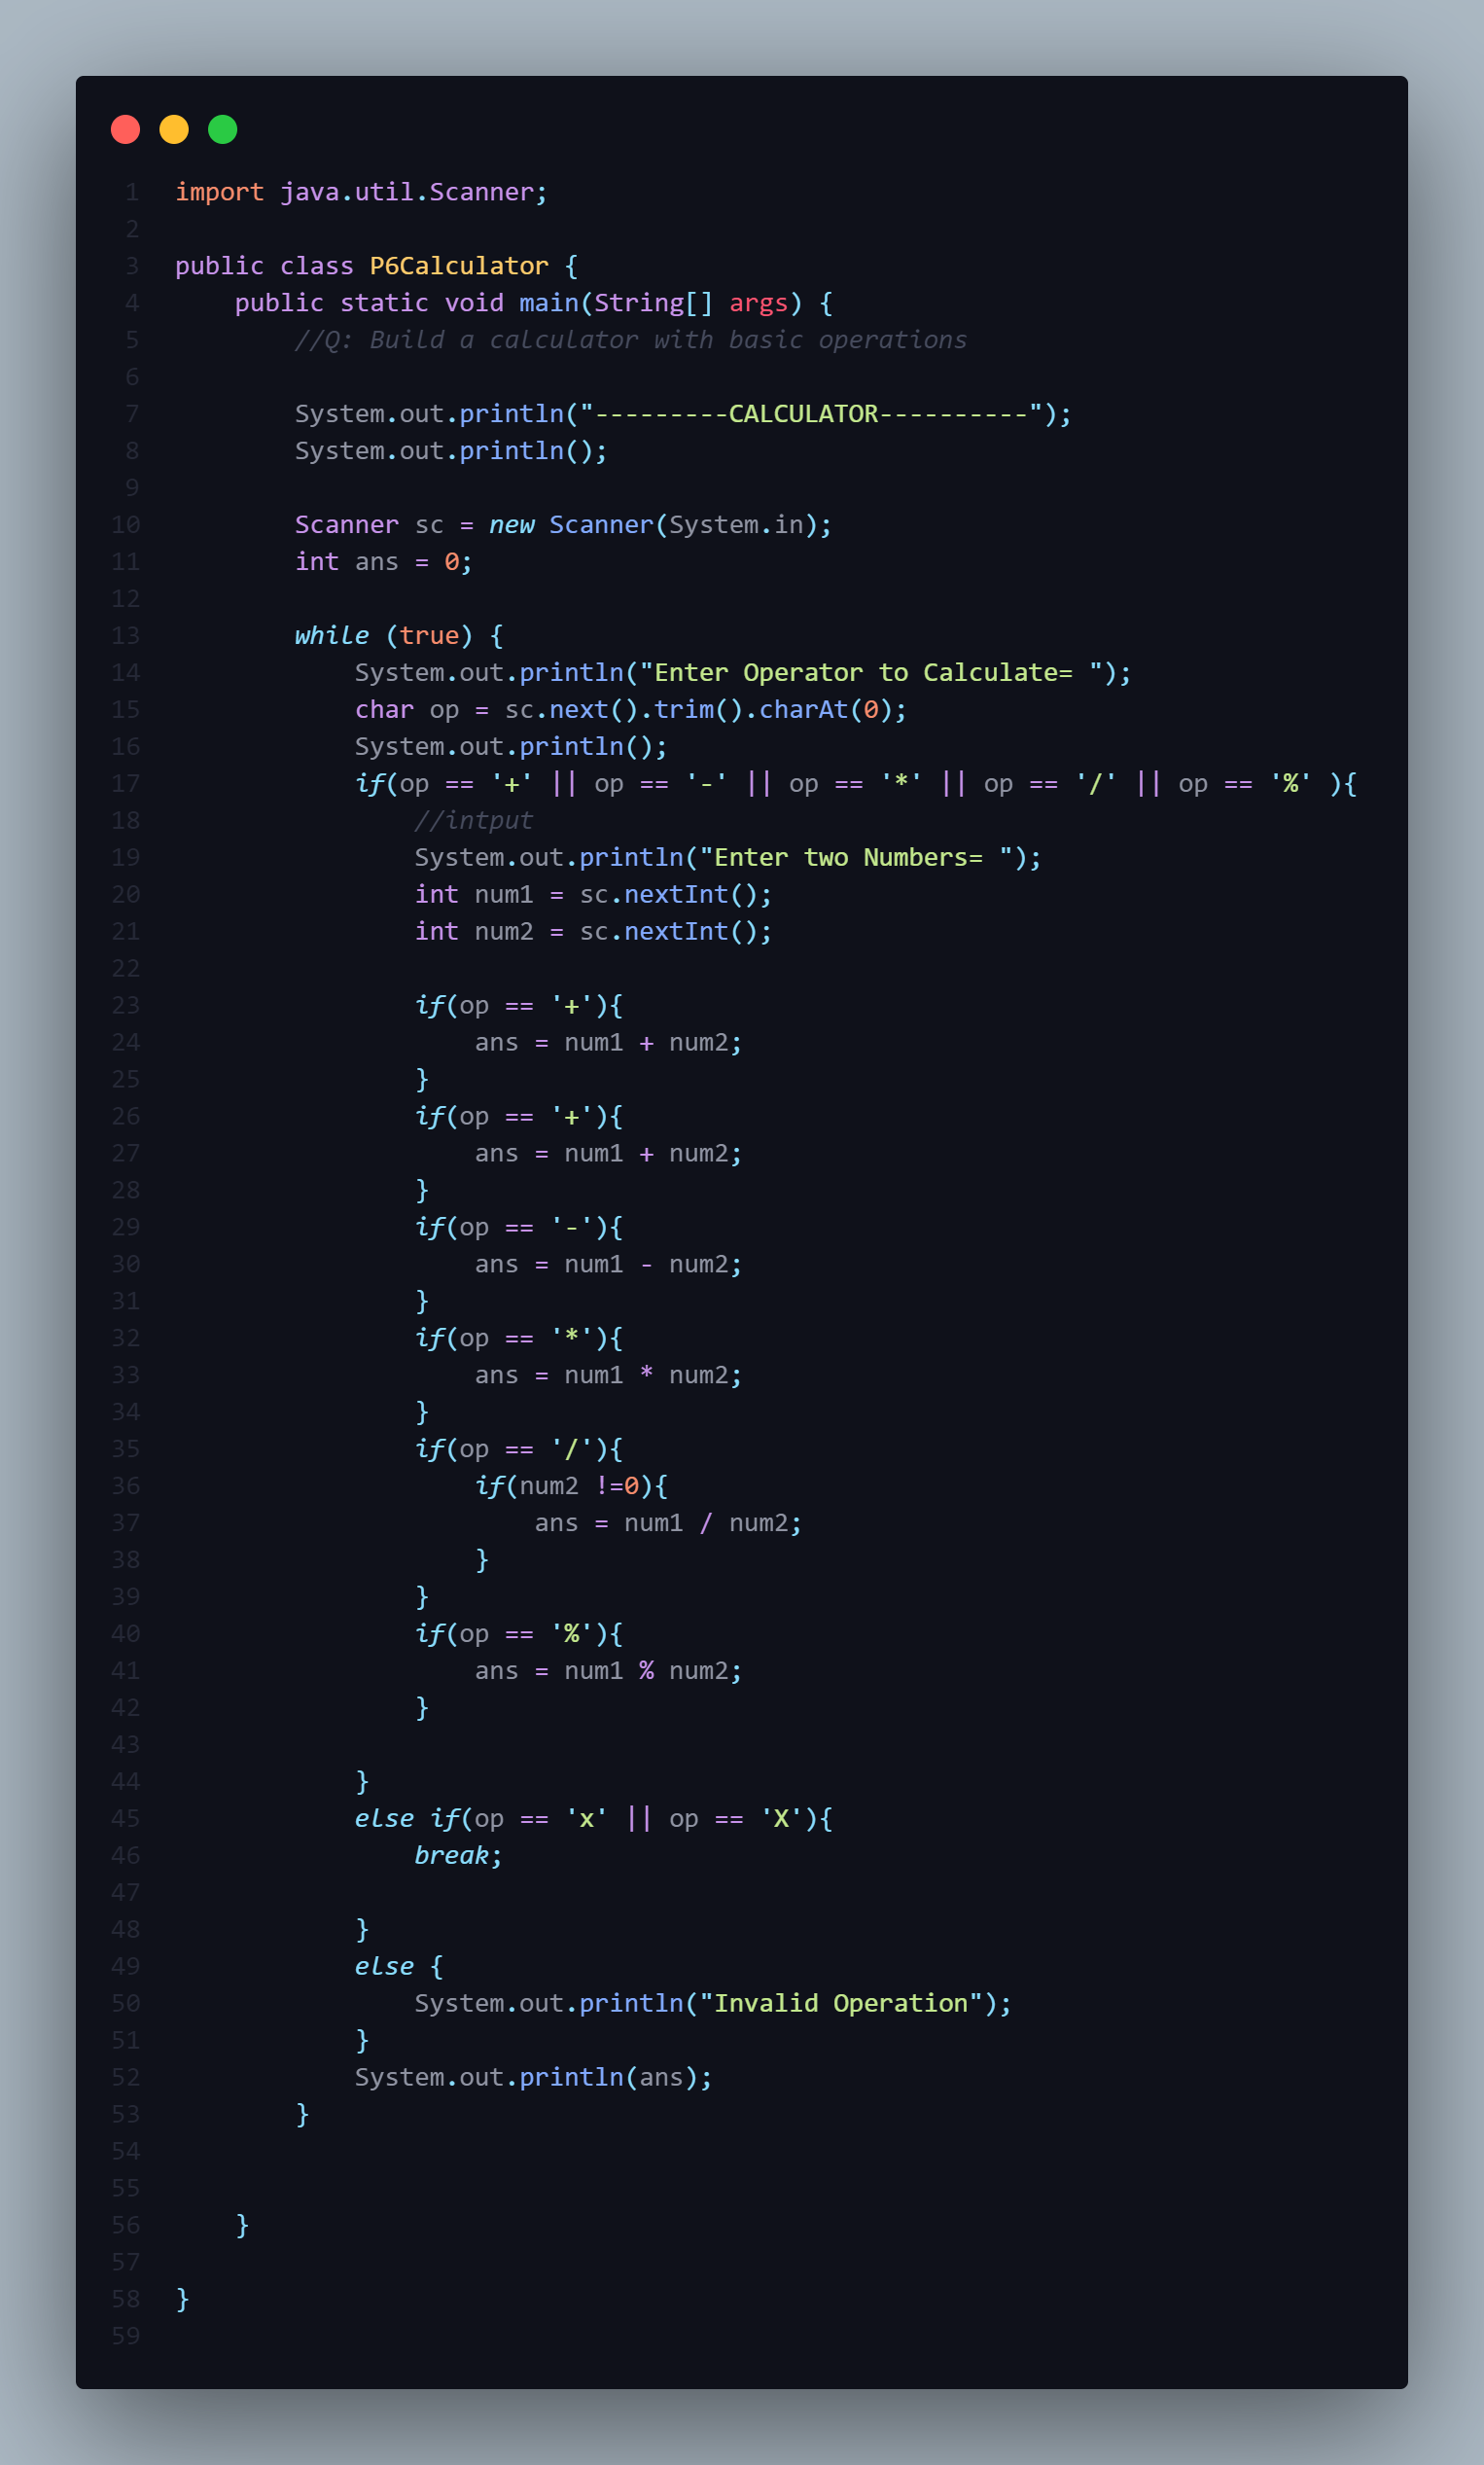 1 import java.util.Scanner;
2
3 public class P6Calculator {
4     public static void main(String[] args) {
5         //Q: Build a calculator with basic operations
6
7         System.out.println("---------CALCULATOR----------");
8         System.out.println();
9
10         Scanner sc = new Scanner(System.in);
11         int ans = 0;
12
13         while (true) {
14             System.out.println("Enter Operator to Calculate= ");
15             char op = sc.next().trim().charAt(0);
16             System.out.println();
17             if(op == '+' || op == '-' || op == '*' || op == '/' || op == '%' ){
18                 //intput
19                 System.out.println("Enter two Numbers= ");
20                 int num1 = sc.nextInt();
21                 int num2 = sc.nextInt();
22
23                 if(op == '+'){
24                     ans = num1 + num2;
25                 }
26                 if(op == '+'){
27                     ans = num1 + num2;
28                 }
29                 if(op == '-'){
30                     ans = num1 - num2;
31                 }
32                 if(op == '*'){
33                     ans = num1 * num2;
34                 }
35                 if(op == '/'){
36                     if(num2 !=0){
37                         ans = num1 / num2;
38                     }
39                 }
40                 if(op == '%'){
41                     ans = num1 % num2;
42                 }
43
44             }
45             else if(op == 'x' || op == 'X'){
46                 break;
47
48             }
49             else {
50                 System.out.println("Invalid Operation");
51             }
52             System.out.println(ans);
53         }
54
55
56     }
57
58 }
59